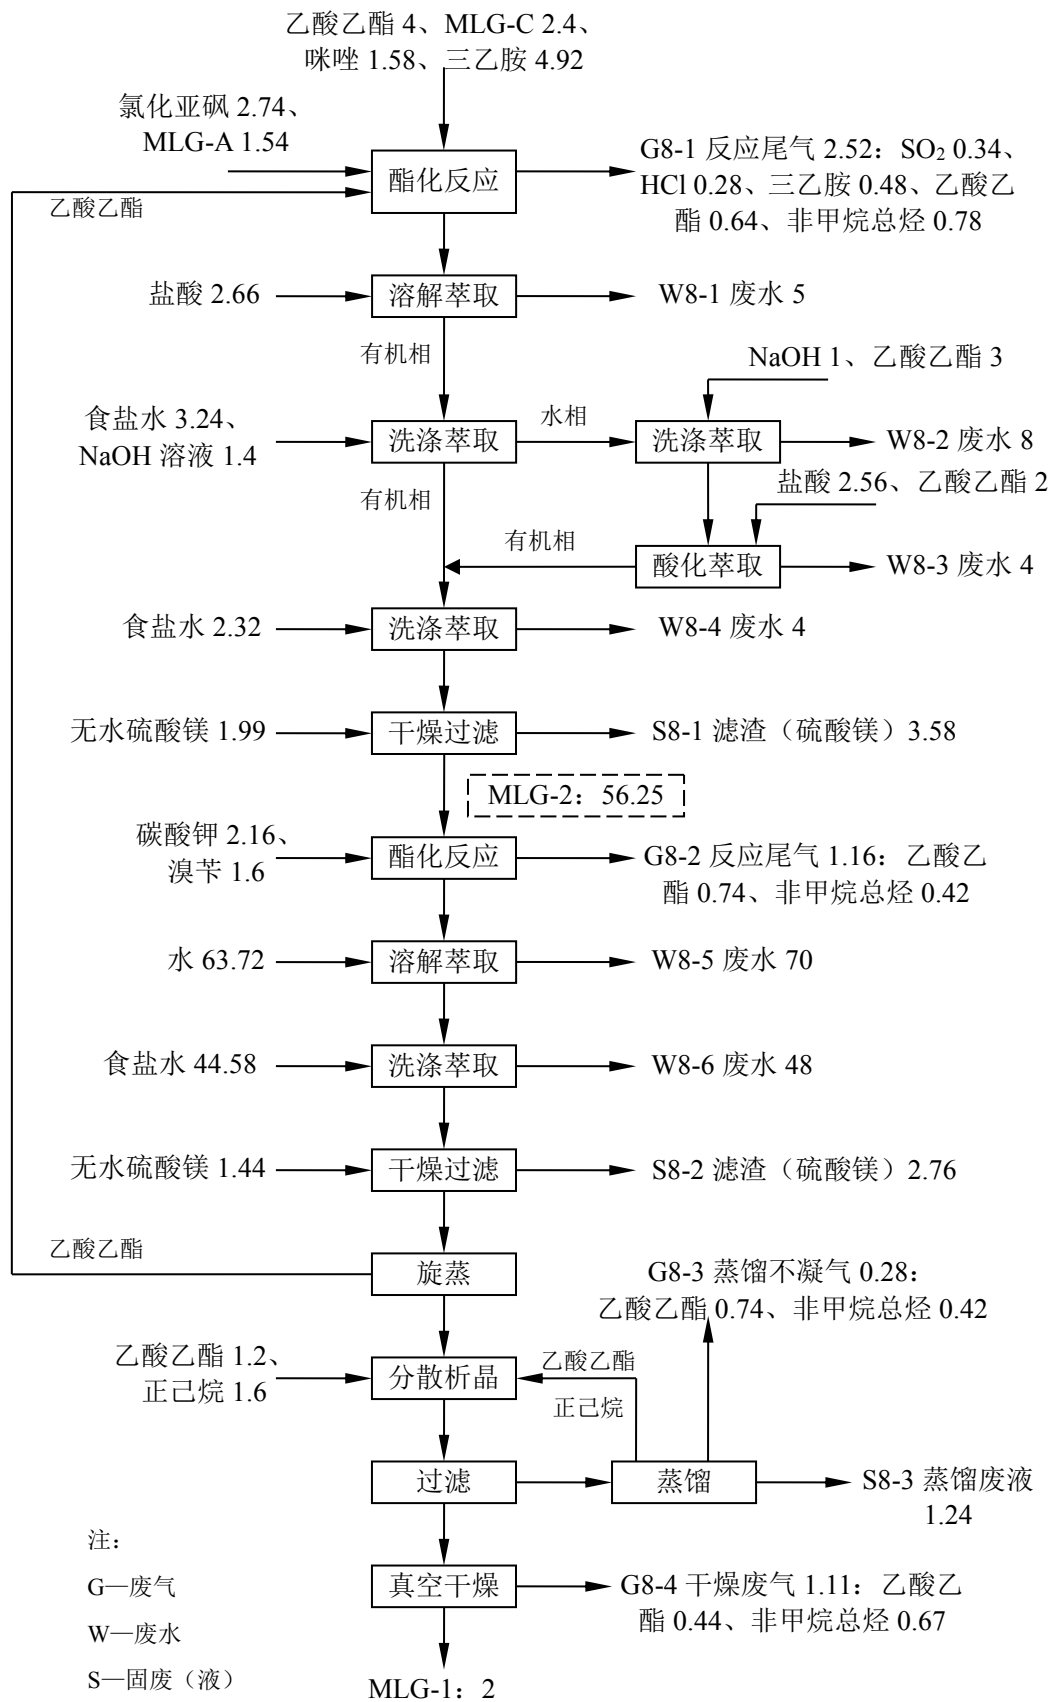 乙酸乙酯 4、MLG-C 2.4、
咪唑 1.58、三乙胺 4.92
氯化亚砜 2.74、
MLG-A 1.54
酯化反应
G8-1 反应尾气 2.52：SO₂ 0.34、
HCl 0.28、三乙胺 0.48、乙酸乙
酯 0.64、非甲烷总烃 0.78
乙酸乙酯
盐酸 2.66
溶解萃取
W8-1 废水 5
有机相
NaOH 1、乙酸乙酯 3
食盐水 3.24、
NaOH 溶液 1.4
洗涤萃取
水相
洗涤萃取
W8-2 废水 8
有机相
盐酸 2.56、乙酸乙酯 2
有机相
酸化萃取
W8-3 废水 4
食盐水 2.32
洗涤萃取
W8-4 废水 4
无水硫酸镁 1.99
干燥过滤
S8-1 滤渣（硫酸镁）3.58
MLG-2：56.25
碳酸钾 2.16、
溴苄 1.6
酯化反应
G8-2 反应尾气 1.16：乙酸乙
酯 0.74、非甲烷总烃 0.42
水 63.72
溶解萃取
W8-5 废水 70
食盐水 44.58
洗涤萃取
W8-6 废水 48
无水硫酸镁 1.44
干燥过滤
S8-2 滤渣（硫酸镁）2.76
乙酸乙酯
旋蒸
G8-3 蒸馏不凝气 0.28：
乙酸乙酯 0.74、非甲烷总烃 0.42
乙酸乙酯 1.2、
正己烷 1.6
分散析晶
乙酸乙酯
正己烷
过滤
蒸馏
S8-3 蒸馏废液
1.24
注：
G—废气
W—废水
S—固废（液）
真空干燥
G8-4 干燥废气 1.11：乙酸乙
酯 0.44、非甲烷总烃 0.67
MLG-1：2